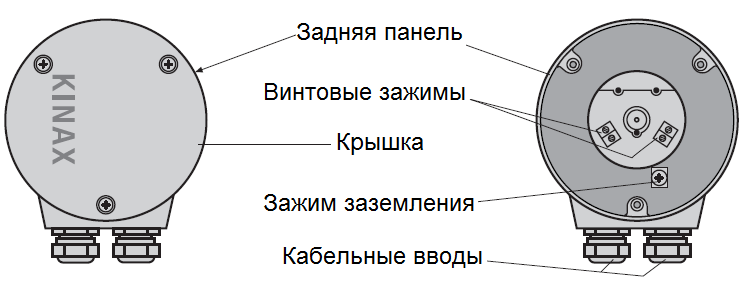 Задняя панель
Винтовые зажимы
KINAX
Крышка
Зажим заземления
Кабельные вводы